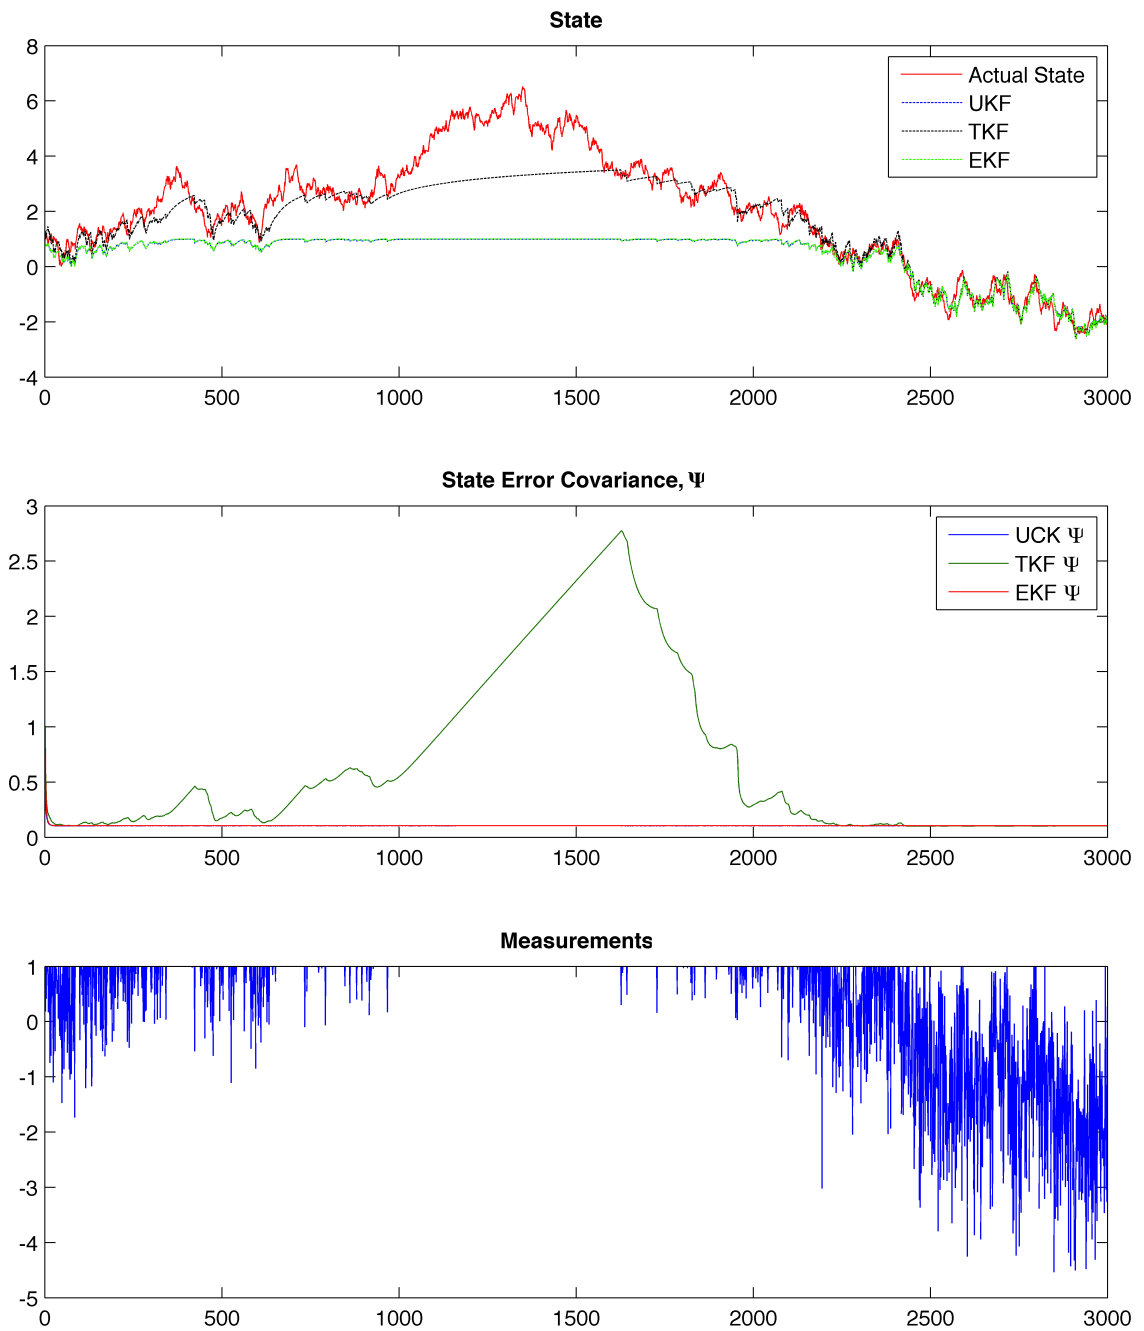 State
8
6
4
2
0
-2
-4
0 500 1000 1500 2000 2500 3000
Actual State
UKF
TKF
EKF
State Error Covariance, Ψ
3
2.5
2
1.5
1
0.5
0
0 500 1000 1500 2000 2500 3000
UCK Ψ
TKF Ψ
EKF Ψ
Measurements
1
0
-1
-2
-3
-4
-5
0 500 1000 1500 2000 2500 3000